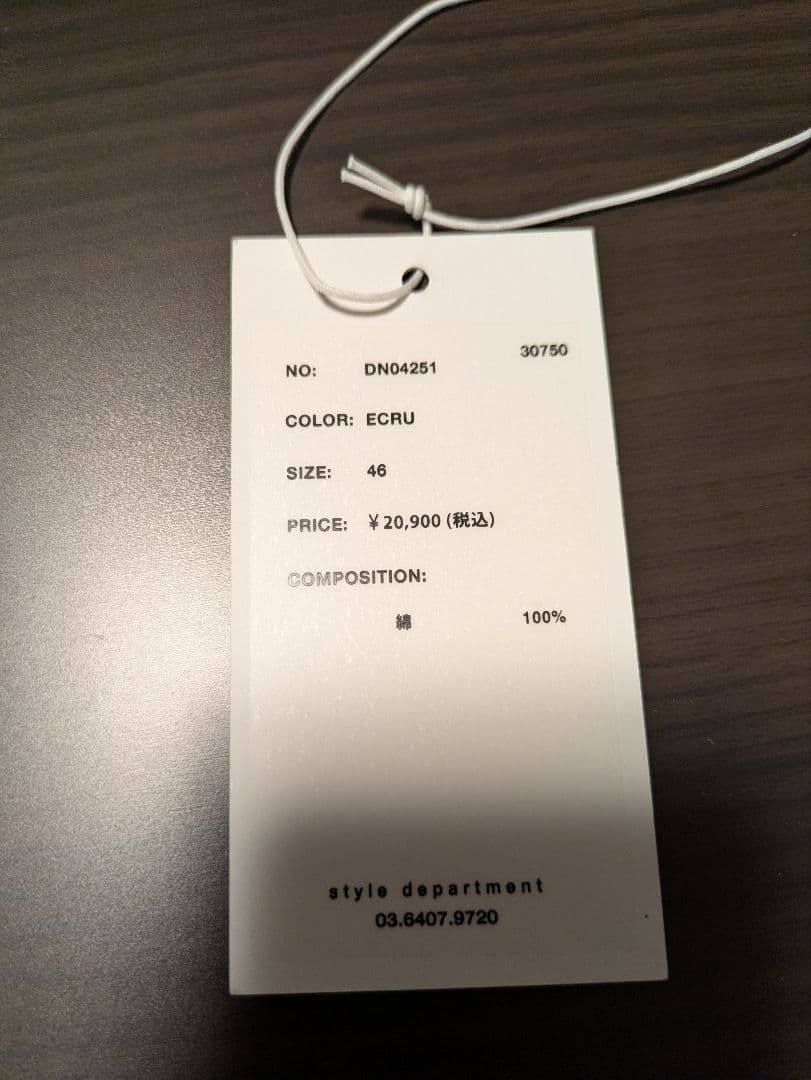 30750
NO: DN04251
COLOR: ECRU
SIZE: 46
PRICE: ¥20,900 (税込)
COMPOSITION:
綿 100%
style department
03.6407.9720